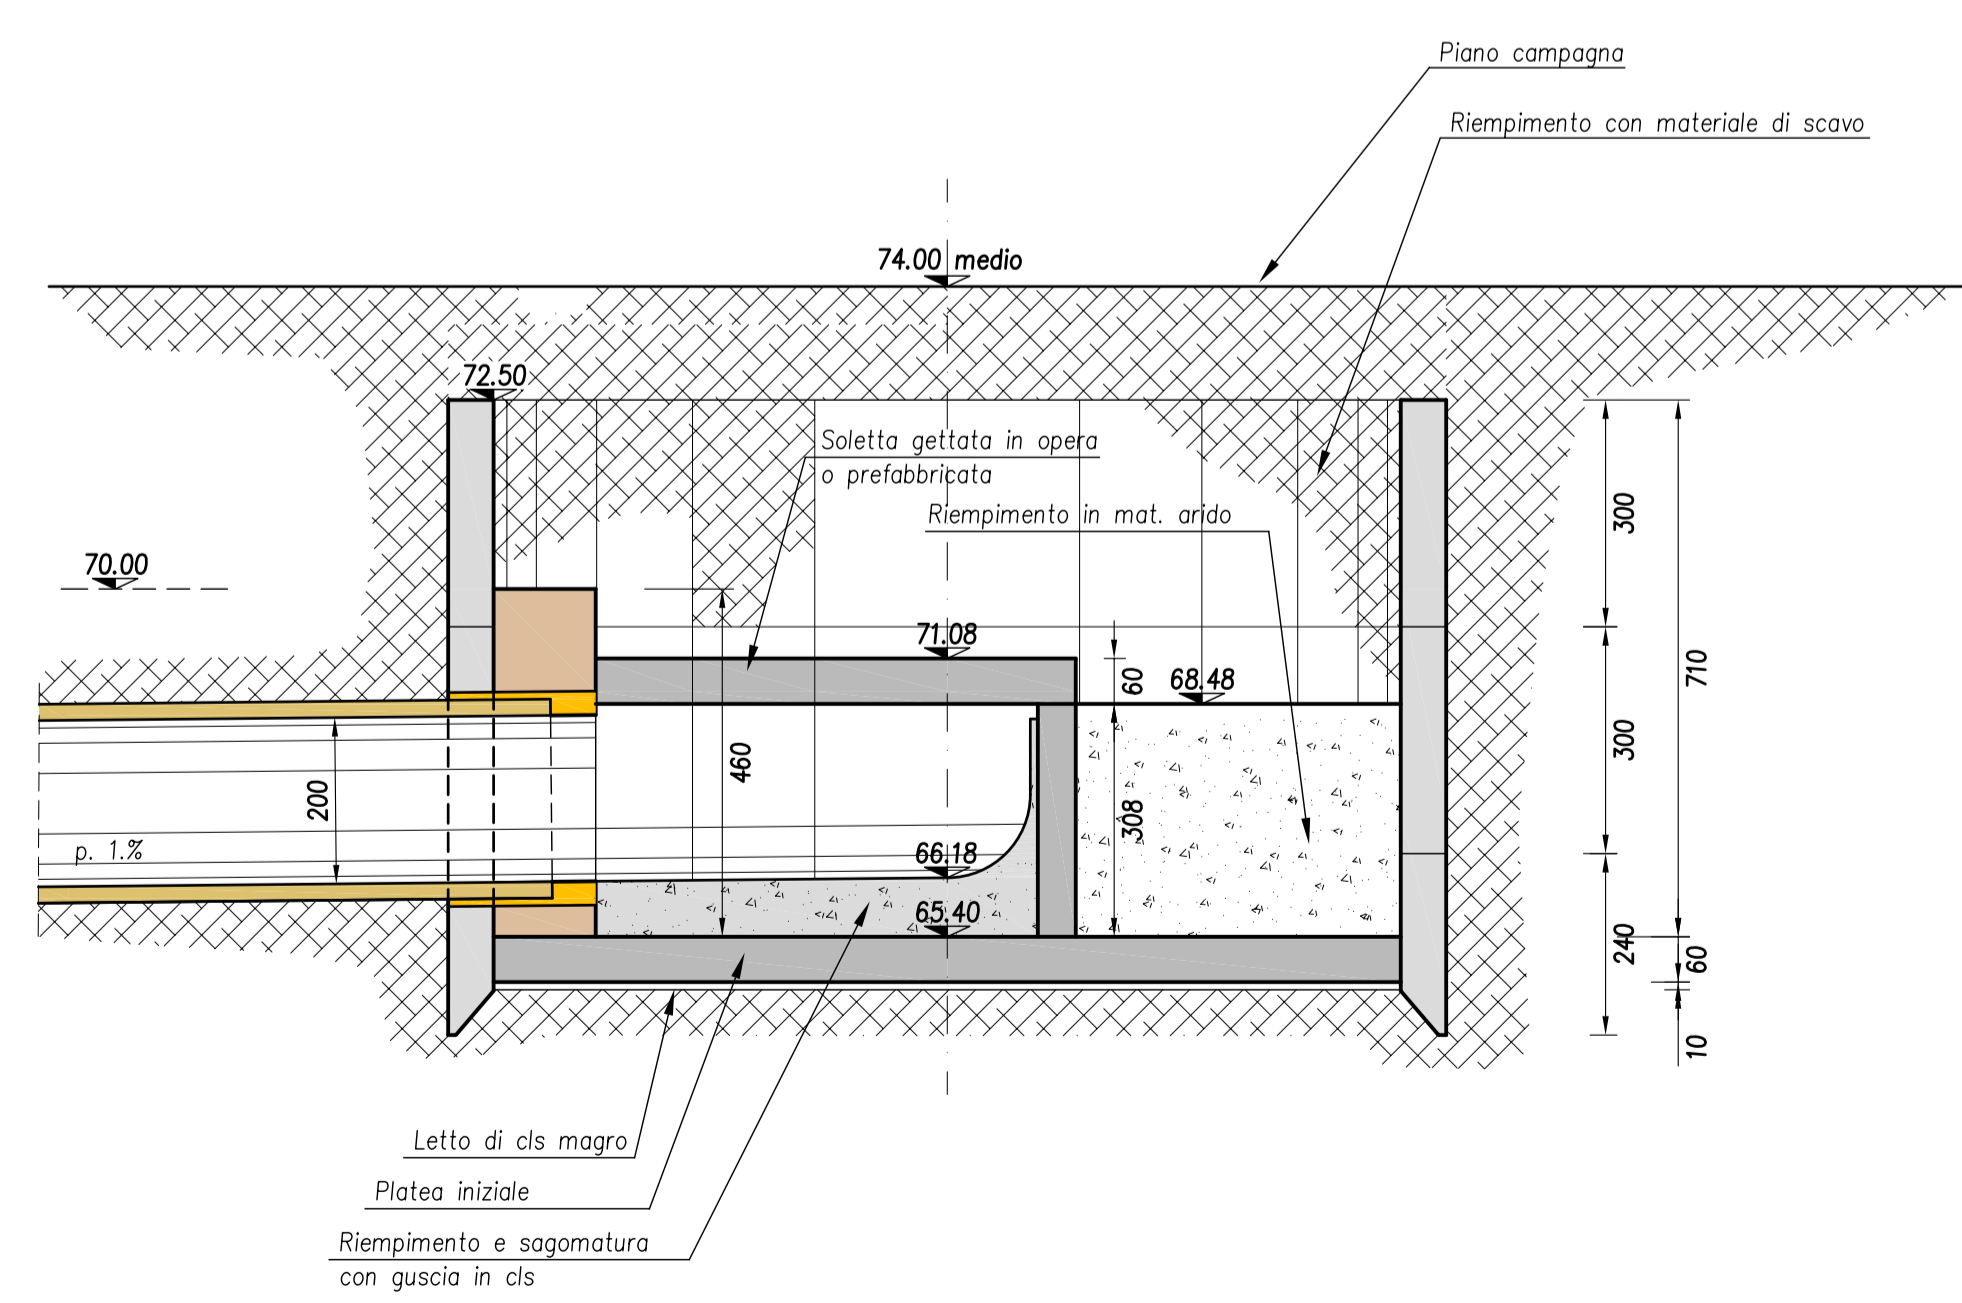 Piano campagna
Riempimento con materiale di scavo
74.00 medio
72.50
Soletta gettata in opera
o prefabbricata
Riempimento in mat. arido
300
70.00
71.08
60
68.48
710
300
460
200
308
p. 1.%
66.18
65.40
240
60
10
Letto di cls magro
Platea iniziale
Riempimento e sagomatura
con guscia in cls